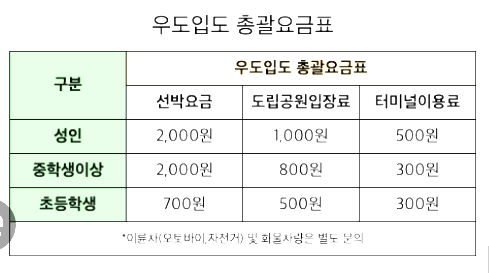 우도입도 총괄요금표
구분 우도입도 총괄요금표
선박요금 도립공원입장료 터미널이용료
성인 2,000원 1,000원 500원
중학생이상 2,000원 800원 300원
초등학생 700원 500원 300원
*이륜차(오토바이,자전거) 및 화물차량은 별도 문의